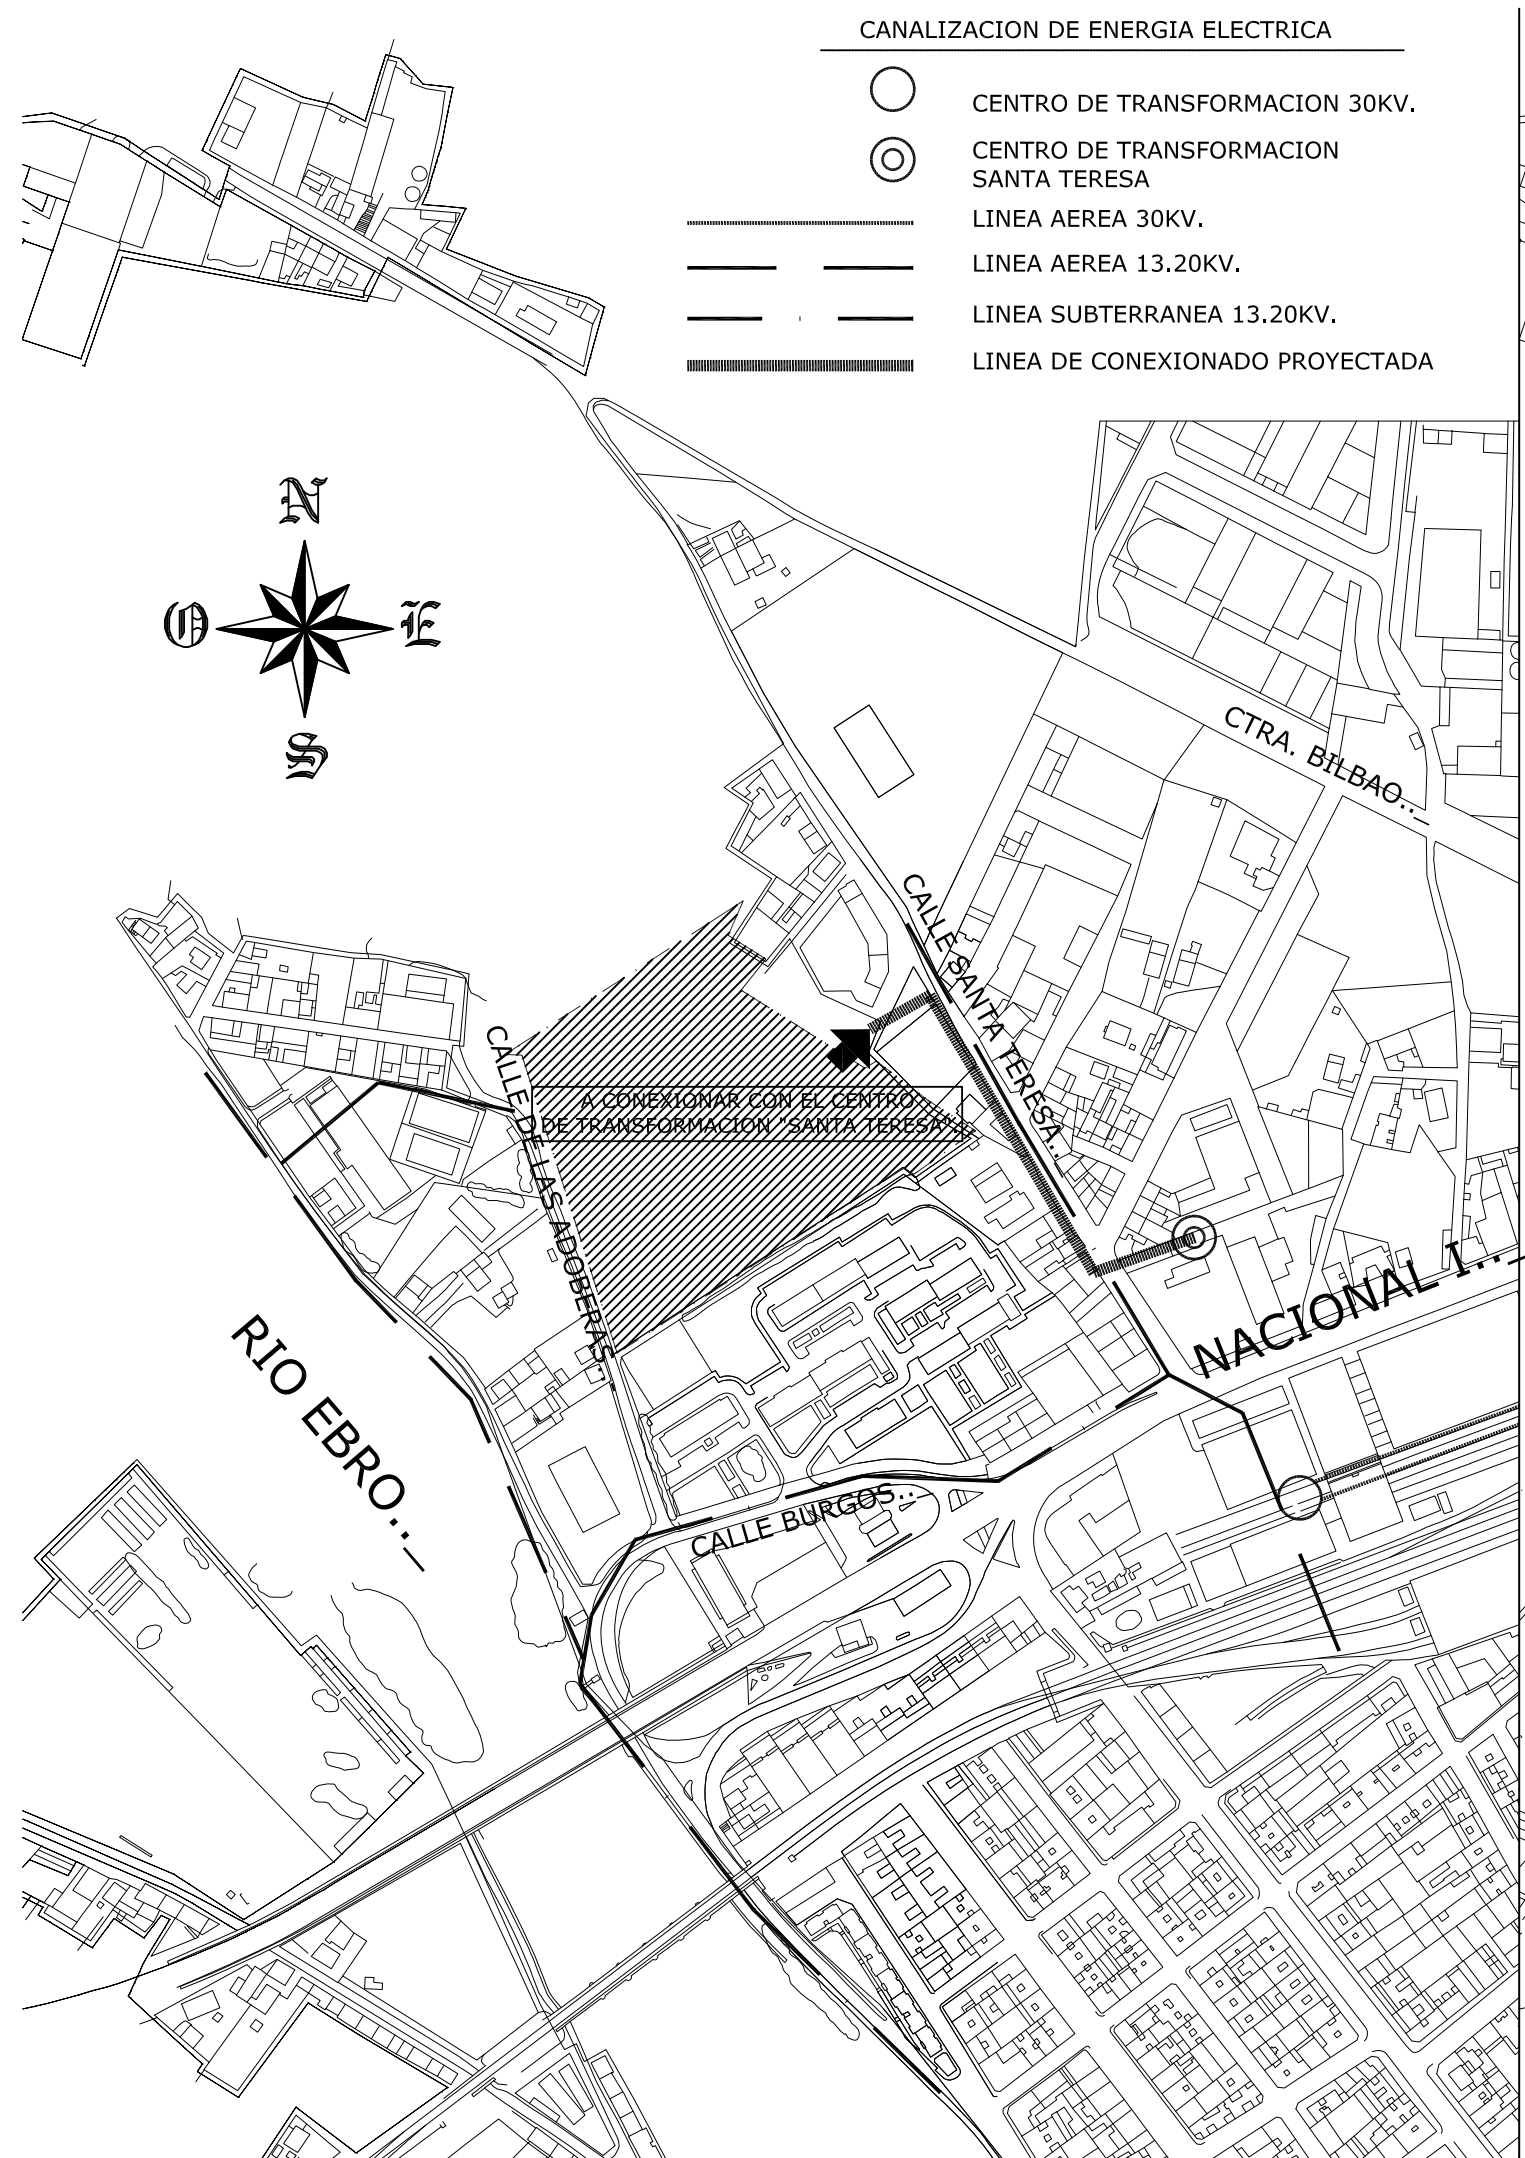 CANALIZACION DE ENERGIA ELECTRICA
CENTRO DE TRANSFORMACION 30KV.
CENTRO DE TRANSFORMACION
SANTA TERESA
LINEA AEREA 30KV.
LINEA AEREA 13.20KV.
LINEA SUBTERRANEA 13.20KV.
LINEA DE CONEXIONADO PROYECTADA
N
O
E
S
CTRA. BILBAO.._
CALLE SANTA TERESA.._
CALLE DE LAS ADOBERAS.._
A CONEXIONAR CON EL CENTRO
DE TRANSFORMACION "SANTA TERESA"
RIO EBRO.._
NACIONAL I.._
CALLE BURGOS.._